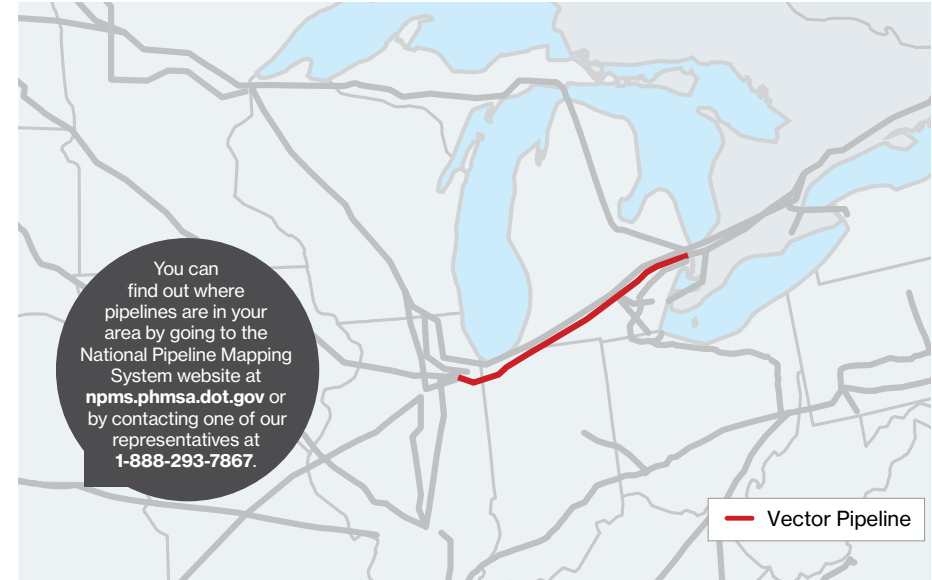 You can
find out where
pipelines are in your
area by going to the
National Pipeline Mapping
System website at
npms.phmsa.dot.gov or
by contacting one of our
representatives at
1-888-293-7867.
Vector Pipeline